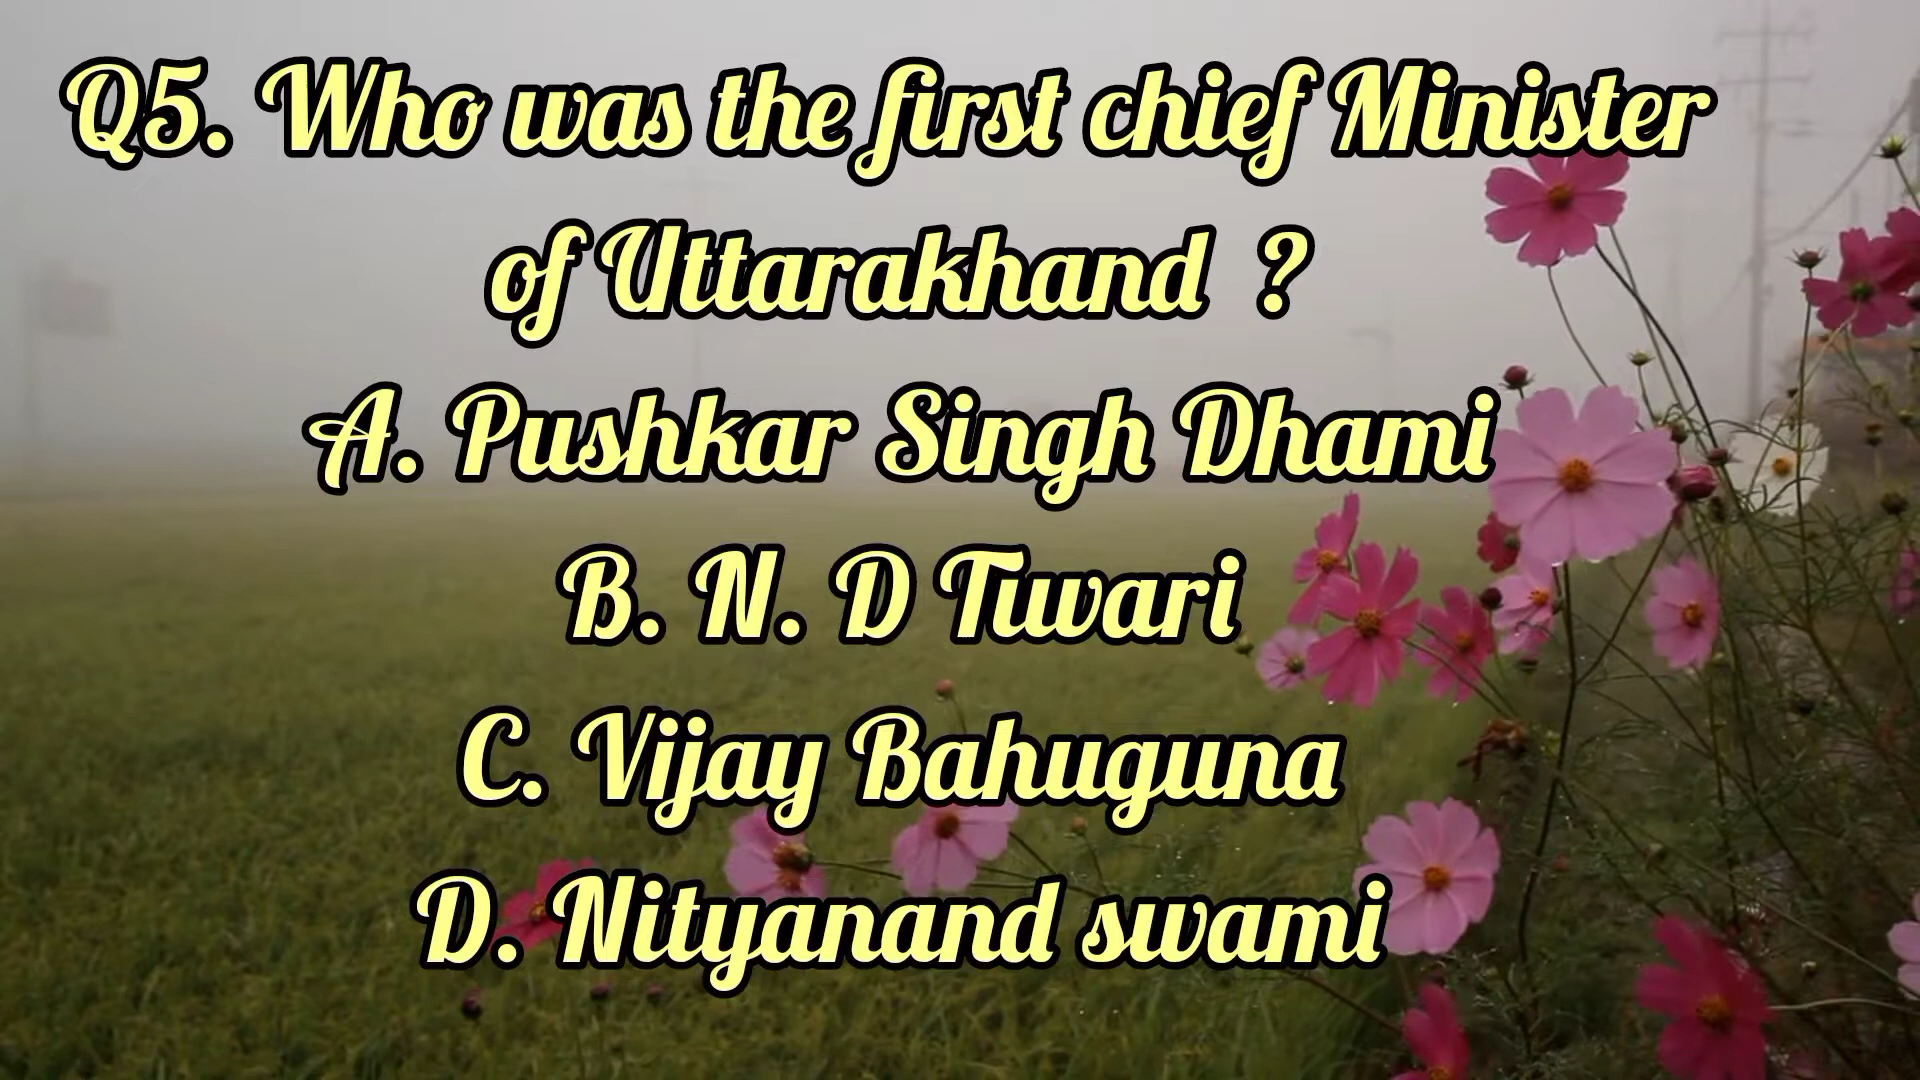 Q5. Who was the first chief Minister
of Uttarakhand ?
A. Pushkar Singh Dhami
B. N. D Tiwari
C. Vijay Bahuguna
D. Nityanand swami